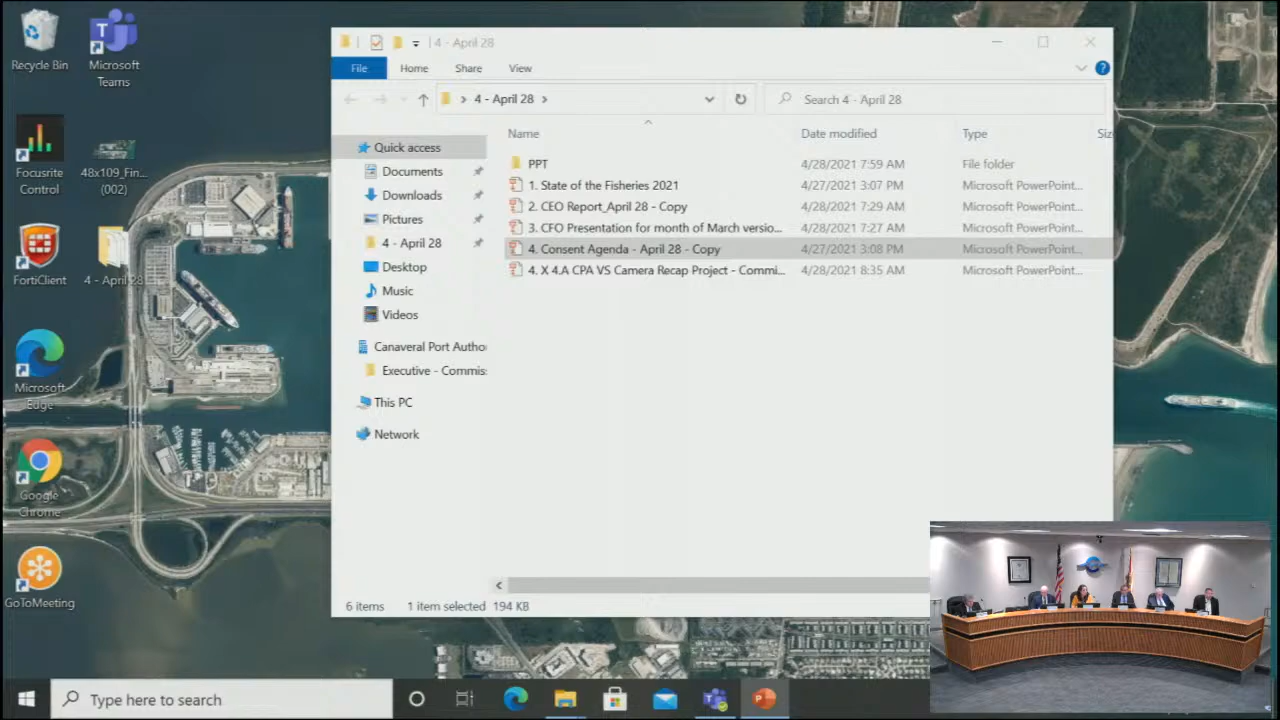 Recycle Bin
Microsoft
Teams
Focusrite
Control
48x109_Fin...
(002)
FortiClient
4 - April 28
Microsoft
Edge
Google
Chrome
GoToMeeting
4 - April 28
File
Home
Share
View
4 - April 28
Search 4 - April 28
Name
Date modified
Type
Siz
Quick access
Documents
Downloads
Pictures
4 - April 28
Desktop
Music
Videos
Canaveral Port Autho
Executive - Commis
This PC
Network
PPT 4/28/2021 7:59 AM File folder
1. State of the Fisheries 2021 4/27/2021 3:07 PM Microsoft PowerPoint...
2. CEO Report_April 28 - Copy 4/28/2021 7:29 AM Microsoft PowerPoint...
3. CFO Presentation for month of March versio... 4/28/2021 7:27 AM Microsoft PowerPoint...
4. Consent Agenda - April 28 - Copy 4/27/2021 3:08 PM Microsoft PowerPoint...
4. X 4.A CPA VS Camera Recap Project - Commi... 4/28/2021 8:35 AM Microsoft PowerPoint...
6 items 1 item selected 194 KB
Type here to search